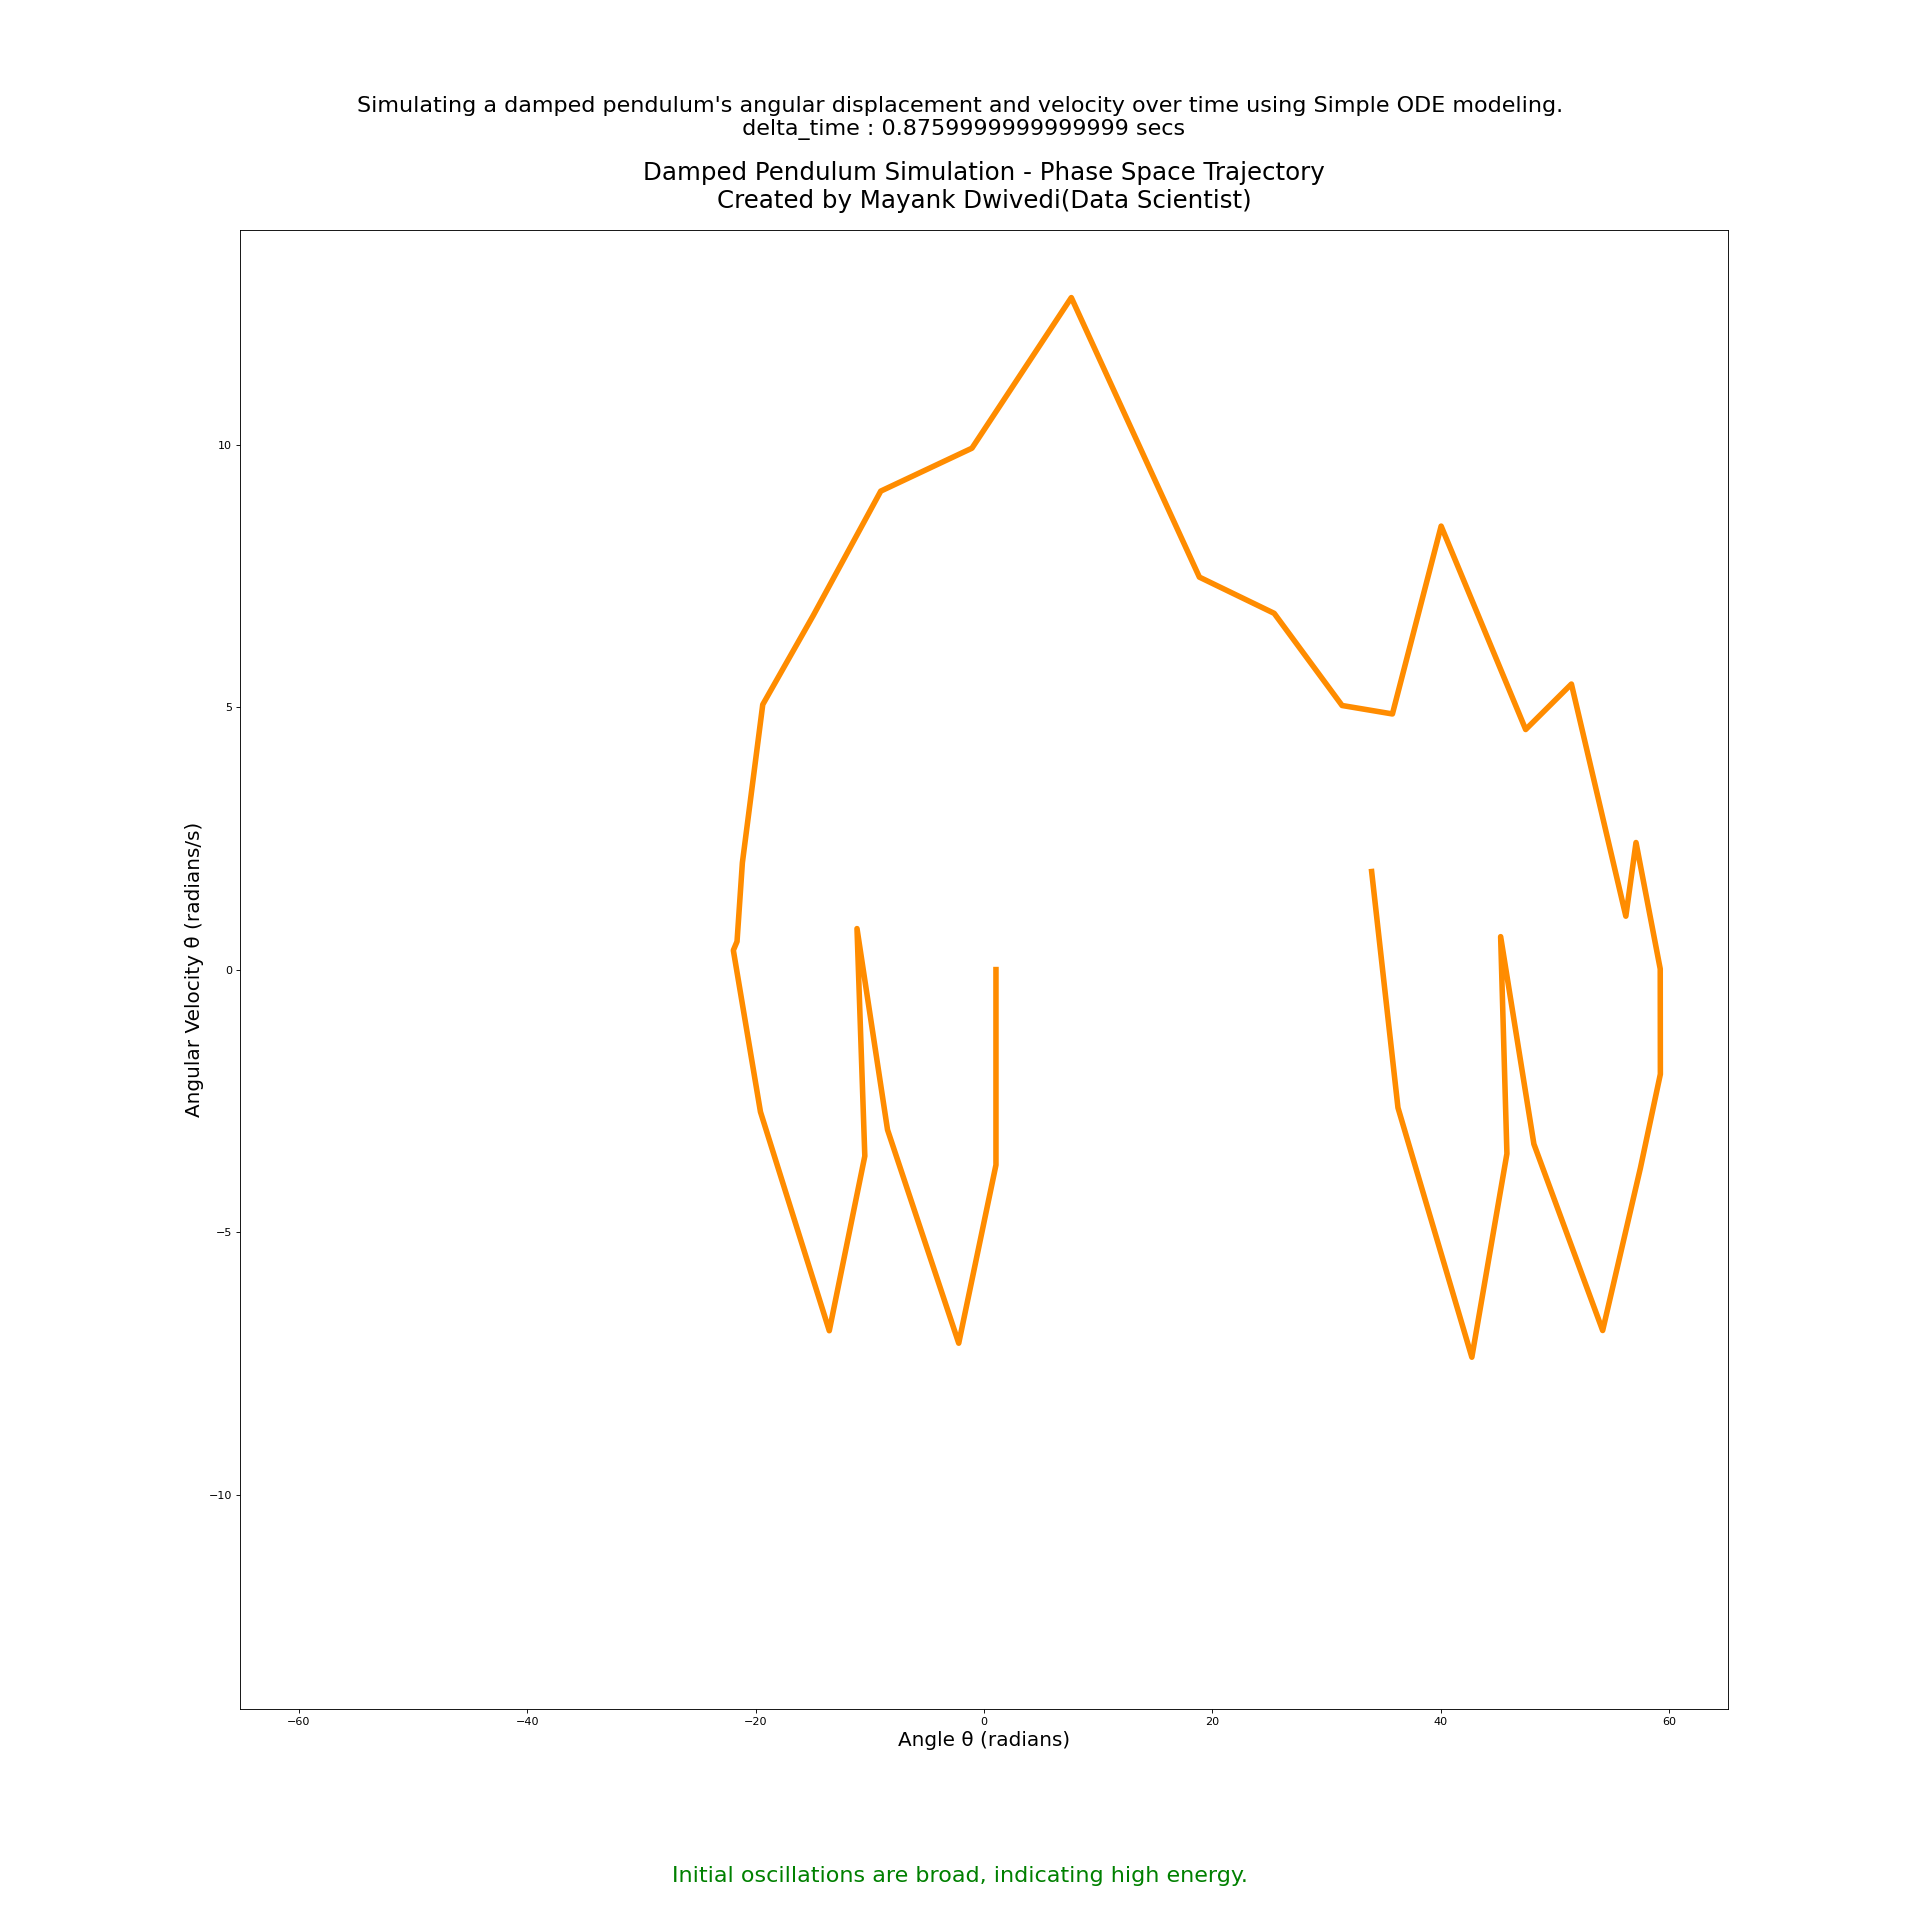 Simulating a damped pendulum's angular displacement and velocity over time using Simple ODE modeling.
delta_time : 0.8759999999999999 secs
Damped Pendulum Simulation - Phase Space Trajectory
Created by Mayank Dwivedi(Data Scientist)
Angular Velocity θ (radians/s)
10
5
0
−5
−10
−60
−40
−20
0
20
40
60
Angle θ (radians)
Initial oscillations are broad, indicating high energy.